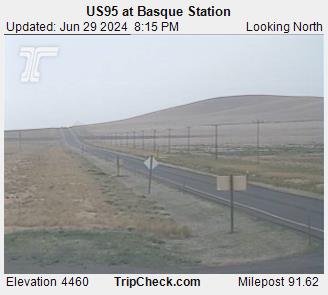 US95 at Basque Station
Updated: Jun 29 2024 8:15 PM Looking North
Elevation 4460 TripCheck.com Milepost 91.62